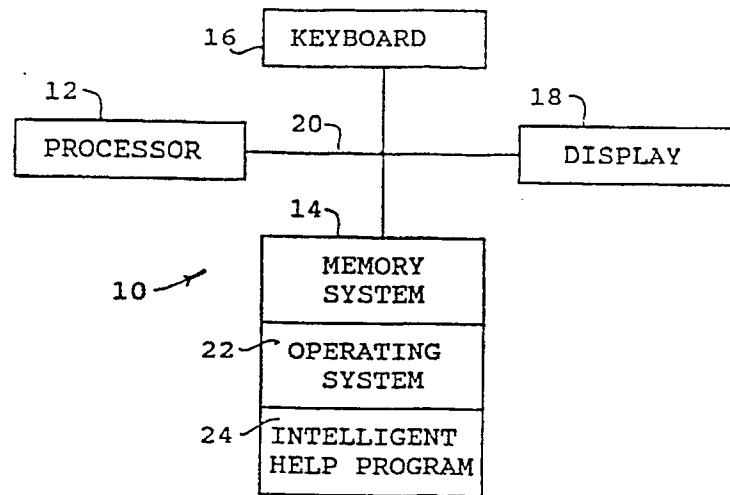 16
KEYBOARD
12
PROCESSOR
20
18
DISPLAY
14
10
MEMORY
SYSTEM
22
OPERATING
SYSTEM
24
INTELLIGENT
HELP PROGRAM